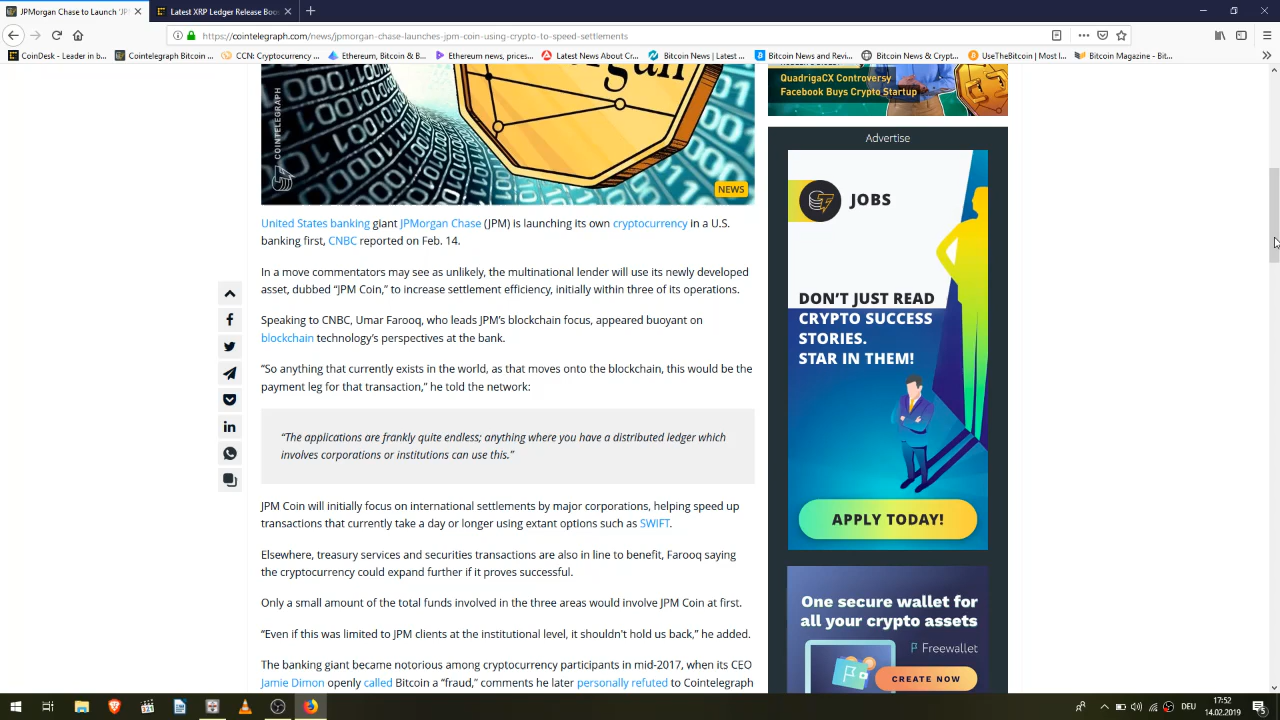 JPMorgan Chase to Launch 'JP
Latest XRP Ledger Release Boo
https://cointelegraph.com/news/jpmorgan-chase-launches-jpm-coin-using-crypto-to-speed-settlements
CoinDesk - Leader in b...
Cointelegraph Bitcoin ...
CCN: Cryptocurrency ...
Ethereum, Bitcoin & B...
Ethereum news, prices...
Latest News About Cr...
Bitcoin News | Latest ...
Bitcoin News and Revi...
Bitcoin News & Crypt...
UseTheBitcoin | Most I...
Bitcoin Magazine - Bit...
organ
COINTELEGRAPH
NEWS
United States banking giant JPMorgan Chase (JPM) is launching its own cryptocurrency in a U.S.
banking first, CNBC reported on Feb. 14.
In a move commentators may see as unlikely, the multinational lender will use its newly developed
asset, dubbed “JPM Coin,” to increase settlement efficiency, initially within three of its operations.
Speaking to CNBC, Umar Farooq, who leads JPM’s blockchain focus, appeared buoyant on
blockchain technology’s perspectives at the bank.
“So anything that currently exists in the world, as that moves onto the blockchain, this would be the
payment leg for that transaction,” he told the network:
“The applications are frankly quite endless; anything where you have a distributed ledger which
involves corporations or institutions can use this.”
JPM Coin will initially focus on international settlements by major corporations, helping speed up
transactions that currently take a day or longer using extant options such as SWIFT.
Elsewhere, treasury services and securities transactions are also in line to benefit, Farooq saying
the cryptocurrency could expand further if it proves successful.
Only a small amount of the total funds involved in the three areas would involve JPM Coin at first.
“Even if this was limited to JPM clients at the institutional level, it shouldn't hold us back,” he added.
The banking giant became notorious among cryptocurrency participants in mid-2017, when its CEO
Jamie Dimon openly called Bitcoin a “fraud,” comments he later personally refuted to Cointelegraph
QuadrigaCX Controversy
Facebook Buys Crypto Startup
Advertise
JOBS
DON’T JUST READ
CRYPTO SUCCESS
STORIES.
STAR IN THEM!
APPLY TODAY!
One secure wallet for
all your crypto assets
Freewallet
CREATE NOW
DEU
17:52
14.02.2019
5